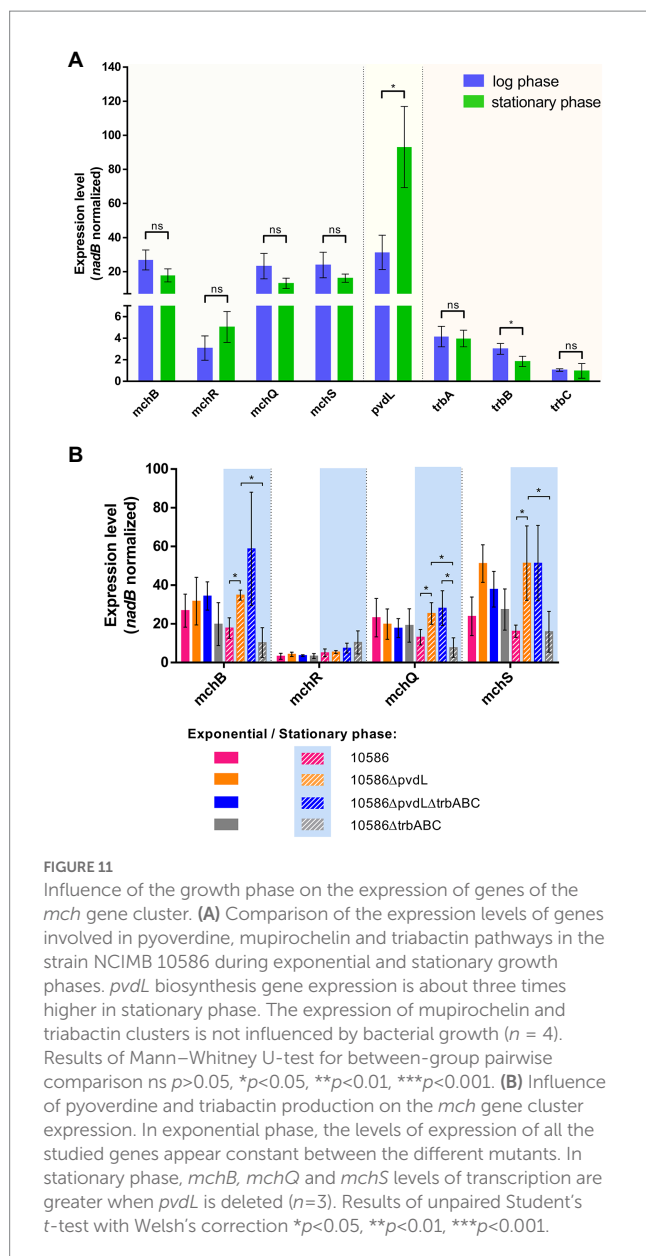 A
log phase
stationary phase
Expression level
(nadB normalized)
140
120
100
80
60
40
20
6
4
2
0
ns
ns
ns
ns
*
ns
*
ns
mchB
mchR
mchQ
mchS
pvdL
trbA
trbB
trbC
B
Expression level
(nadB normalized)
100
80
60
40
20
0
*
*
*
*
*
*
*
mchB
mchR
mchQ
mchS
Exponential / Stationary phase:
10586
10586ΔpvdL
10586ΔpvdLΔtrbABC
10586ΔtrbABC
FIGURE 11
Influence of the growth phase on the expression of genes of the
mch gene cluster. (A) Comparison of the expression levels of genes
involved in pyoverdine, mupirochelin and triabactin pathways in the
strain NCIMB 10586 during exponential and stationary growth
phases. pvdL biosynthesis gene expression is about three times
higher in stationary phase. The expression of mupirochelin and
triabactin clusters is not influenced by bacterial growth (n = 4).
Results of Mann–Whitney U-test for between-group pairwise
comparison ns p>0.05, *p<0.05, **p<0.01, ***p<0.001. (B) Influence
of pyoverdine and triabactin production on the mch gene cluster
expression. In exponential phase, the levels of expression of all the
studied genes appear constant between the different mutants. In
stationary phase, mchB, mchQ and mchS levels of transcription are
greater when pvdL is deleted (n=3). Results of unpaired Student's
t-test with Welsh's correction *p<0.05, **p<0.01, ***p<0.001.